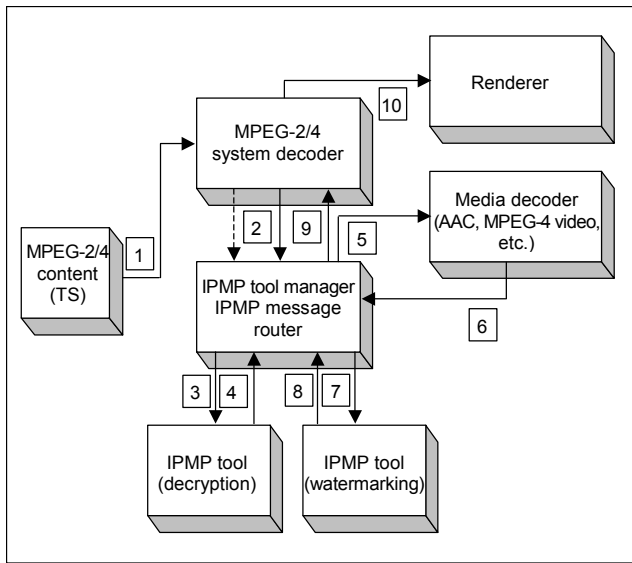 Renderer
10
MPEG-2/4
system decoder
Media decoder
(AAC, MPEG-4 video,
etc.)
1
2
9
5
MPEG-2/4
content
(TS)
IPMP tool manager
IPMP message
router
6
3
4
8
7
IPMP tool
(decryption)
IPMP tool
(watermarking)